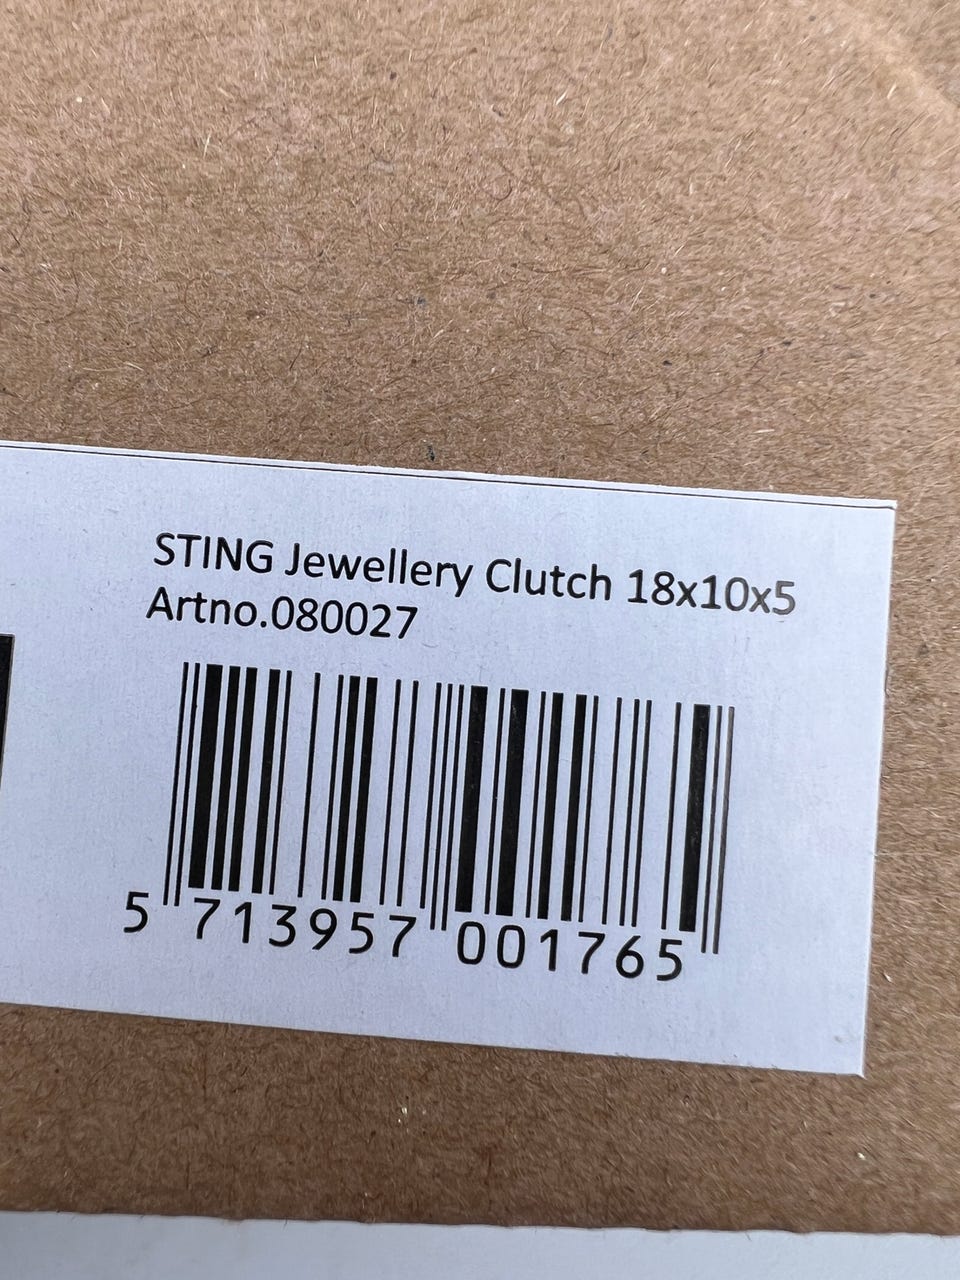 STING Jewellery Clutch 18x10x5
Artno.080027
5 713957 001765